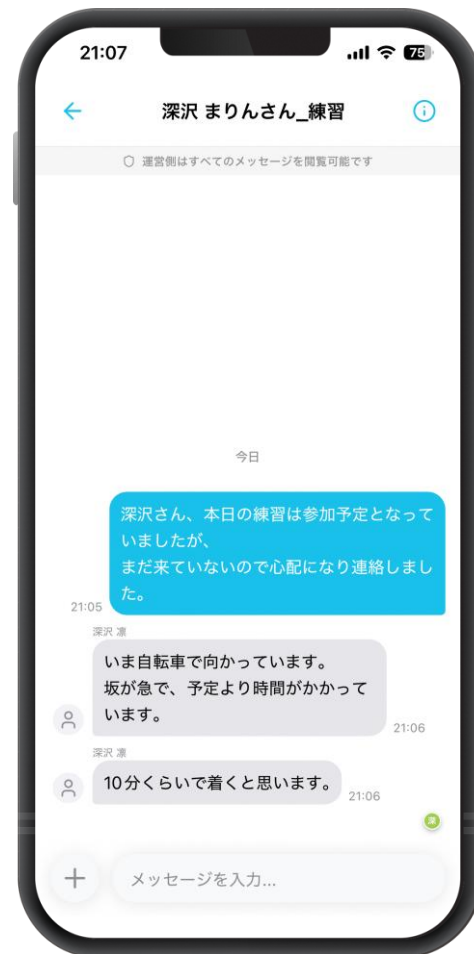 21:07
75
深沢 まりんさん_練習
運営側はすべてのメッセージを閲覧可能です
今日
深沢さん、本日の練習は参加予定となって
いましたが、
まだ来ていないので心配になり連絡しまし
た。
21:05
深沢 凛
いま自転車で向かっています。
坂が急で、予定より時間がかかって
います。
21:06
深沢 凛
10分くらいで着くと思います。
21:06
深
メッセージを入力...